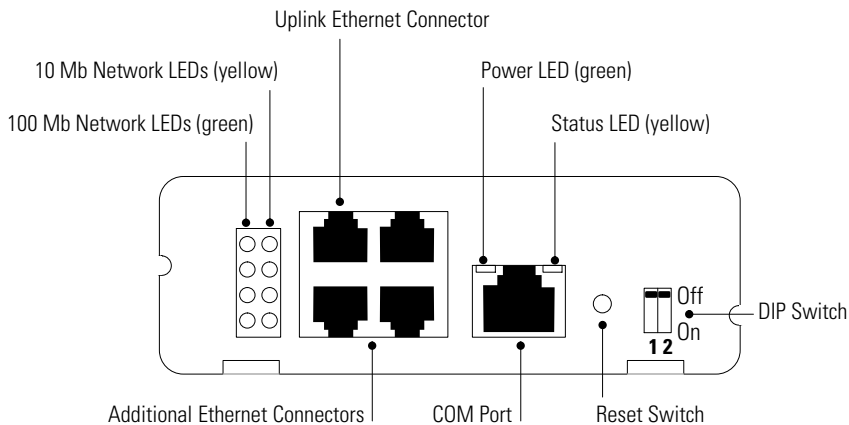 Uplink Ethernet Connector
10 Mb Network LEDs (yellow)
Power LED (green)
100 Mb Network LEDs (green)
Status LED (yellow)
Off
DIP Switch
On
1 2
Additional Ethernet Connectors
COM Port
Reset Switch